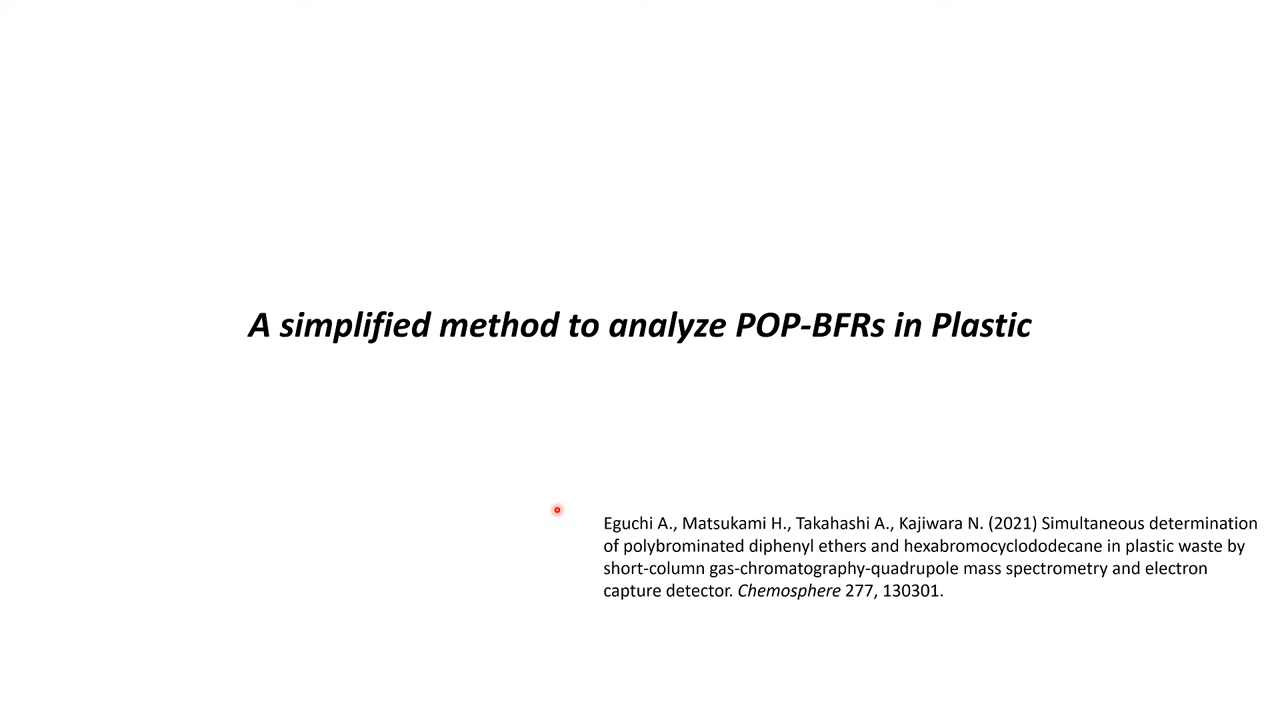 A simplified method to analyze POP-BFRs in Plastic
Eguchi A., Matsukami H., Takahashi A., Kajiwara N. (2021) Simultaneous determination
of polybrominated diphenyl ethers and hexabromocyclododecane in plastic waste by
short-column gas-chromatography-quadrupole mass spectrometry and electron
capture detector. Chemosphere 277, 130301.